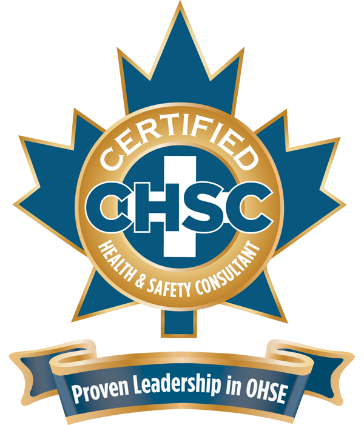 CERTIFIED
CHSC
HEALTH & SAFETY CONSULTANT
Proven Leadership in OHSE